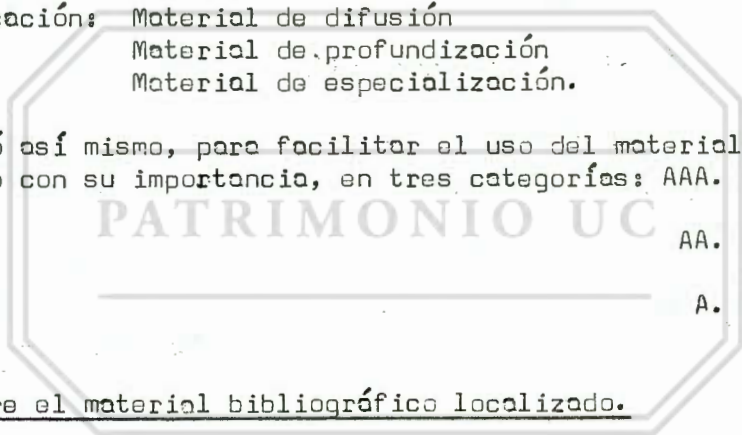 ación: Material de difusión
Material de profundización
Material de especialización.
así mismo, para facilitar el uso del material
con su importancia, en tres categorías: AAA.
PATRIMONIO UC
AA.
A.
el material bibliográfico localizado.